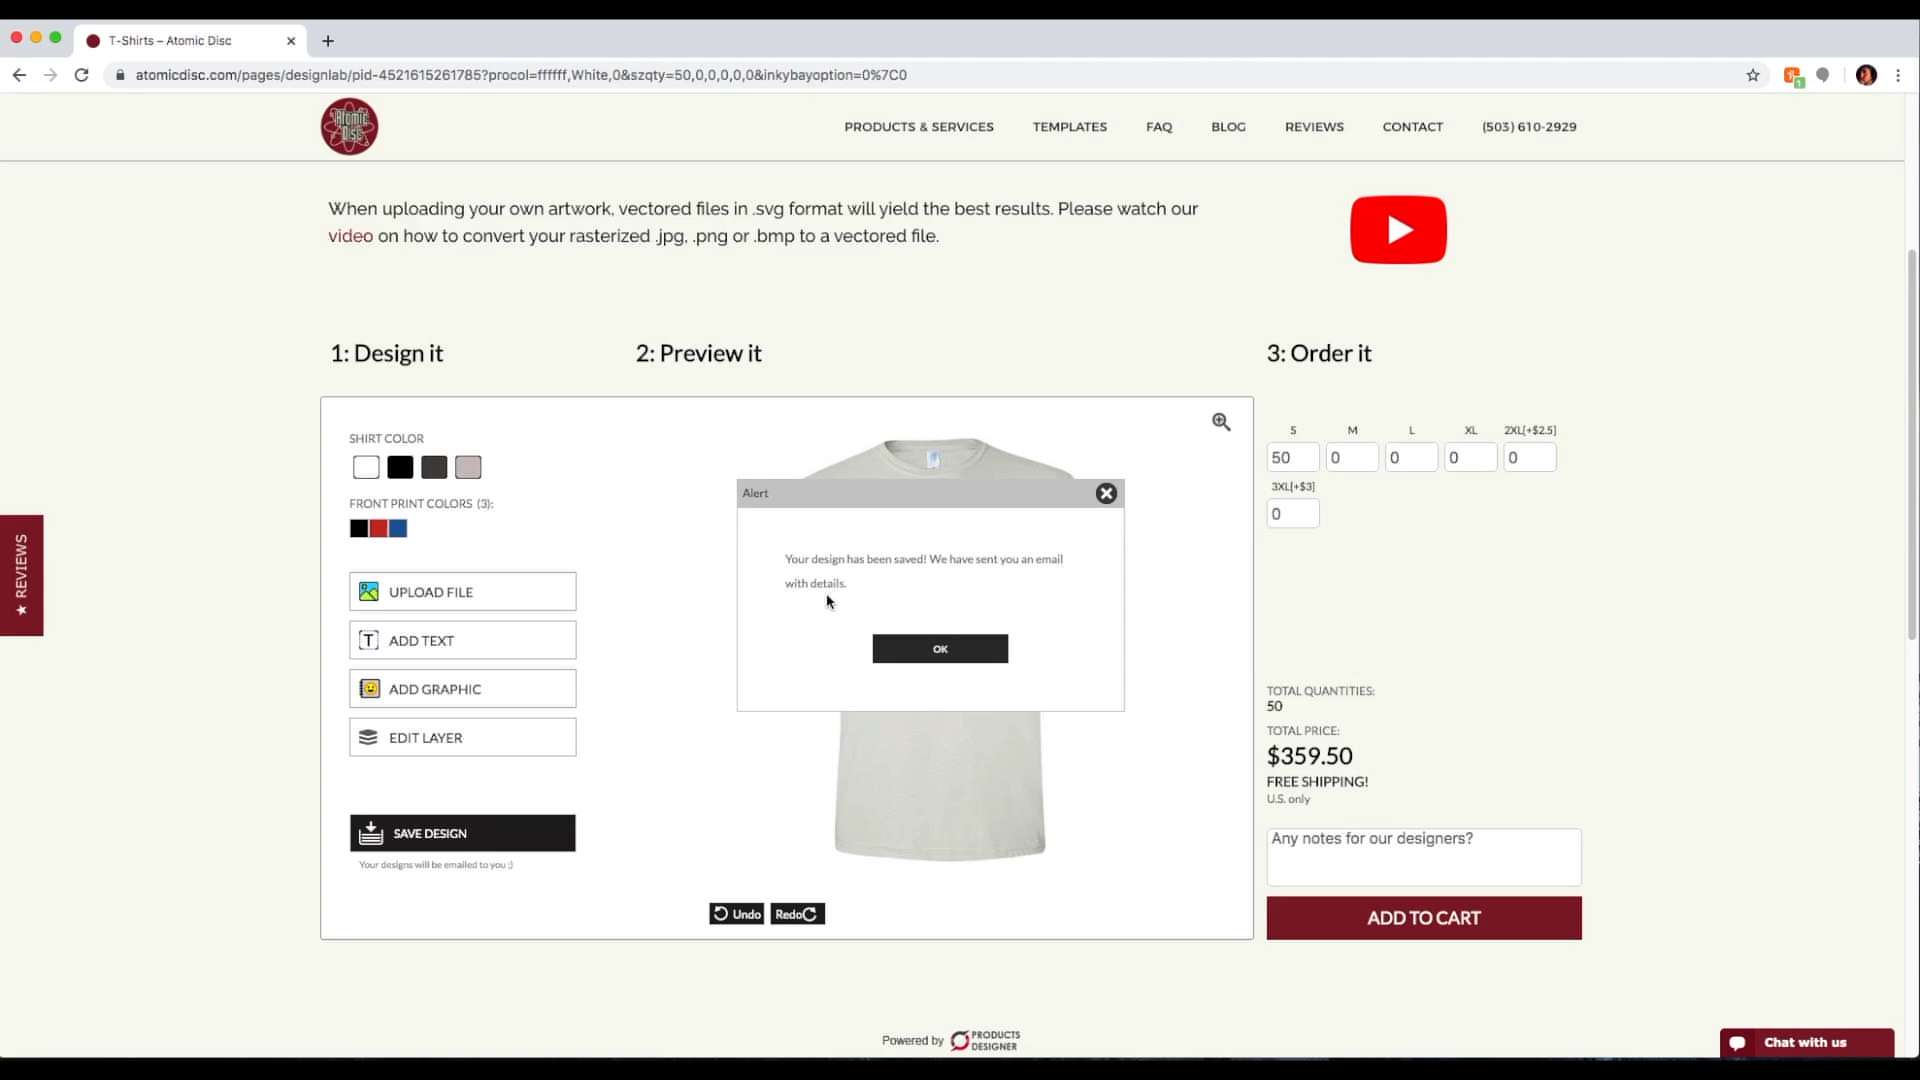 T-Shirts – Atomic Disc
atomicdisc.com/pages/designlab/pid-4521615261785?procol=ffffff,White,0&szqty=50,0,0,0,0,0&inkybayoption=0%7C0
1
Atomic
Disc
PRODUCTS & SERVICES TEMPLATES FAQ BLOG REVIEWS CONTACT (503) 610-2929
When uploading your own artwork, vectored files in .svg format will yield the best results. Please watch our
video on how to convert your rasterized .jpg, .png or .bmp to a vectored file.
1: Design it 2: Preview it 3: Order it
SHIRT COLOR
FRONT PRINT COLORS (3):
UPLOAD FILE
T ADD TEXT
ADD GRAPHIC
EDIT LAYER
SAVE DESIGN
Your designs will be emailed to you ;)
Alert
Your design has been saved! We have sent you an email
with details.
OK
Undo Redo
S M L XL 2XL[+$2.5]
50 0 0 0 0
3XL[+$3]
0
TOTAL QUANTITIES:
50
TOTAL PRICE:
$359.50
FREE SHIPPING!
U.S. only
Any notes for our designers?
ADD TO CART
★ REVIEWS
Powered by PRODUCTS
DESIGNER
Chat with us